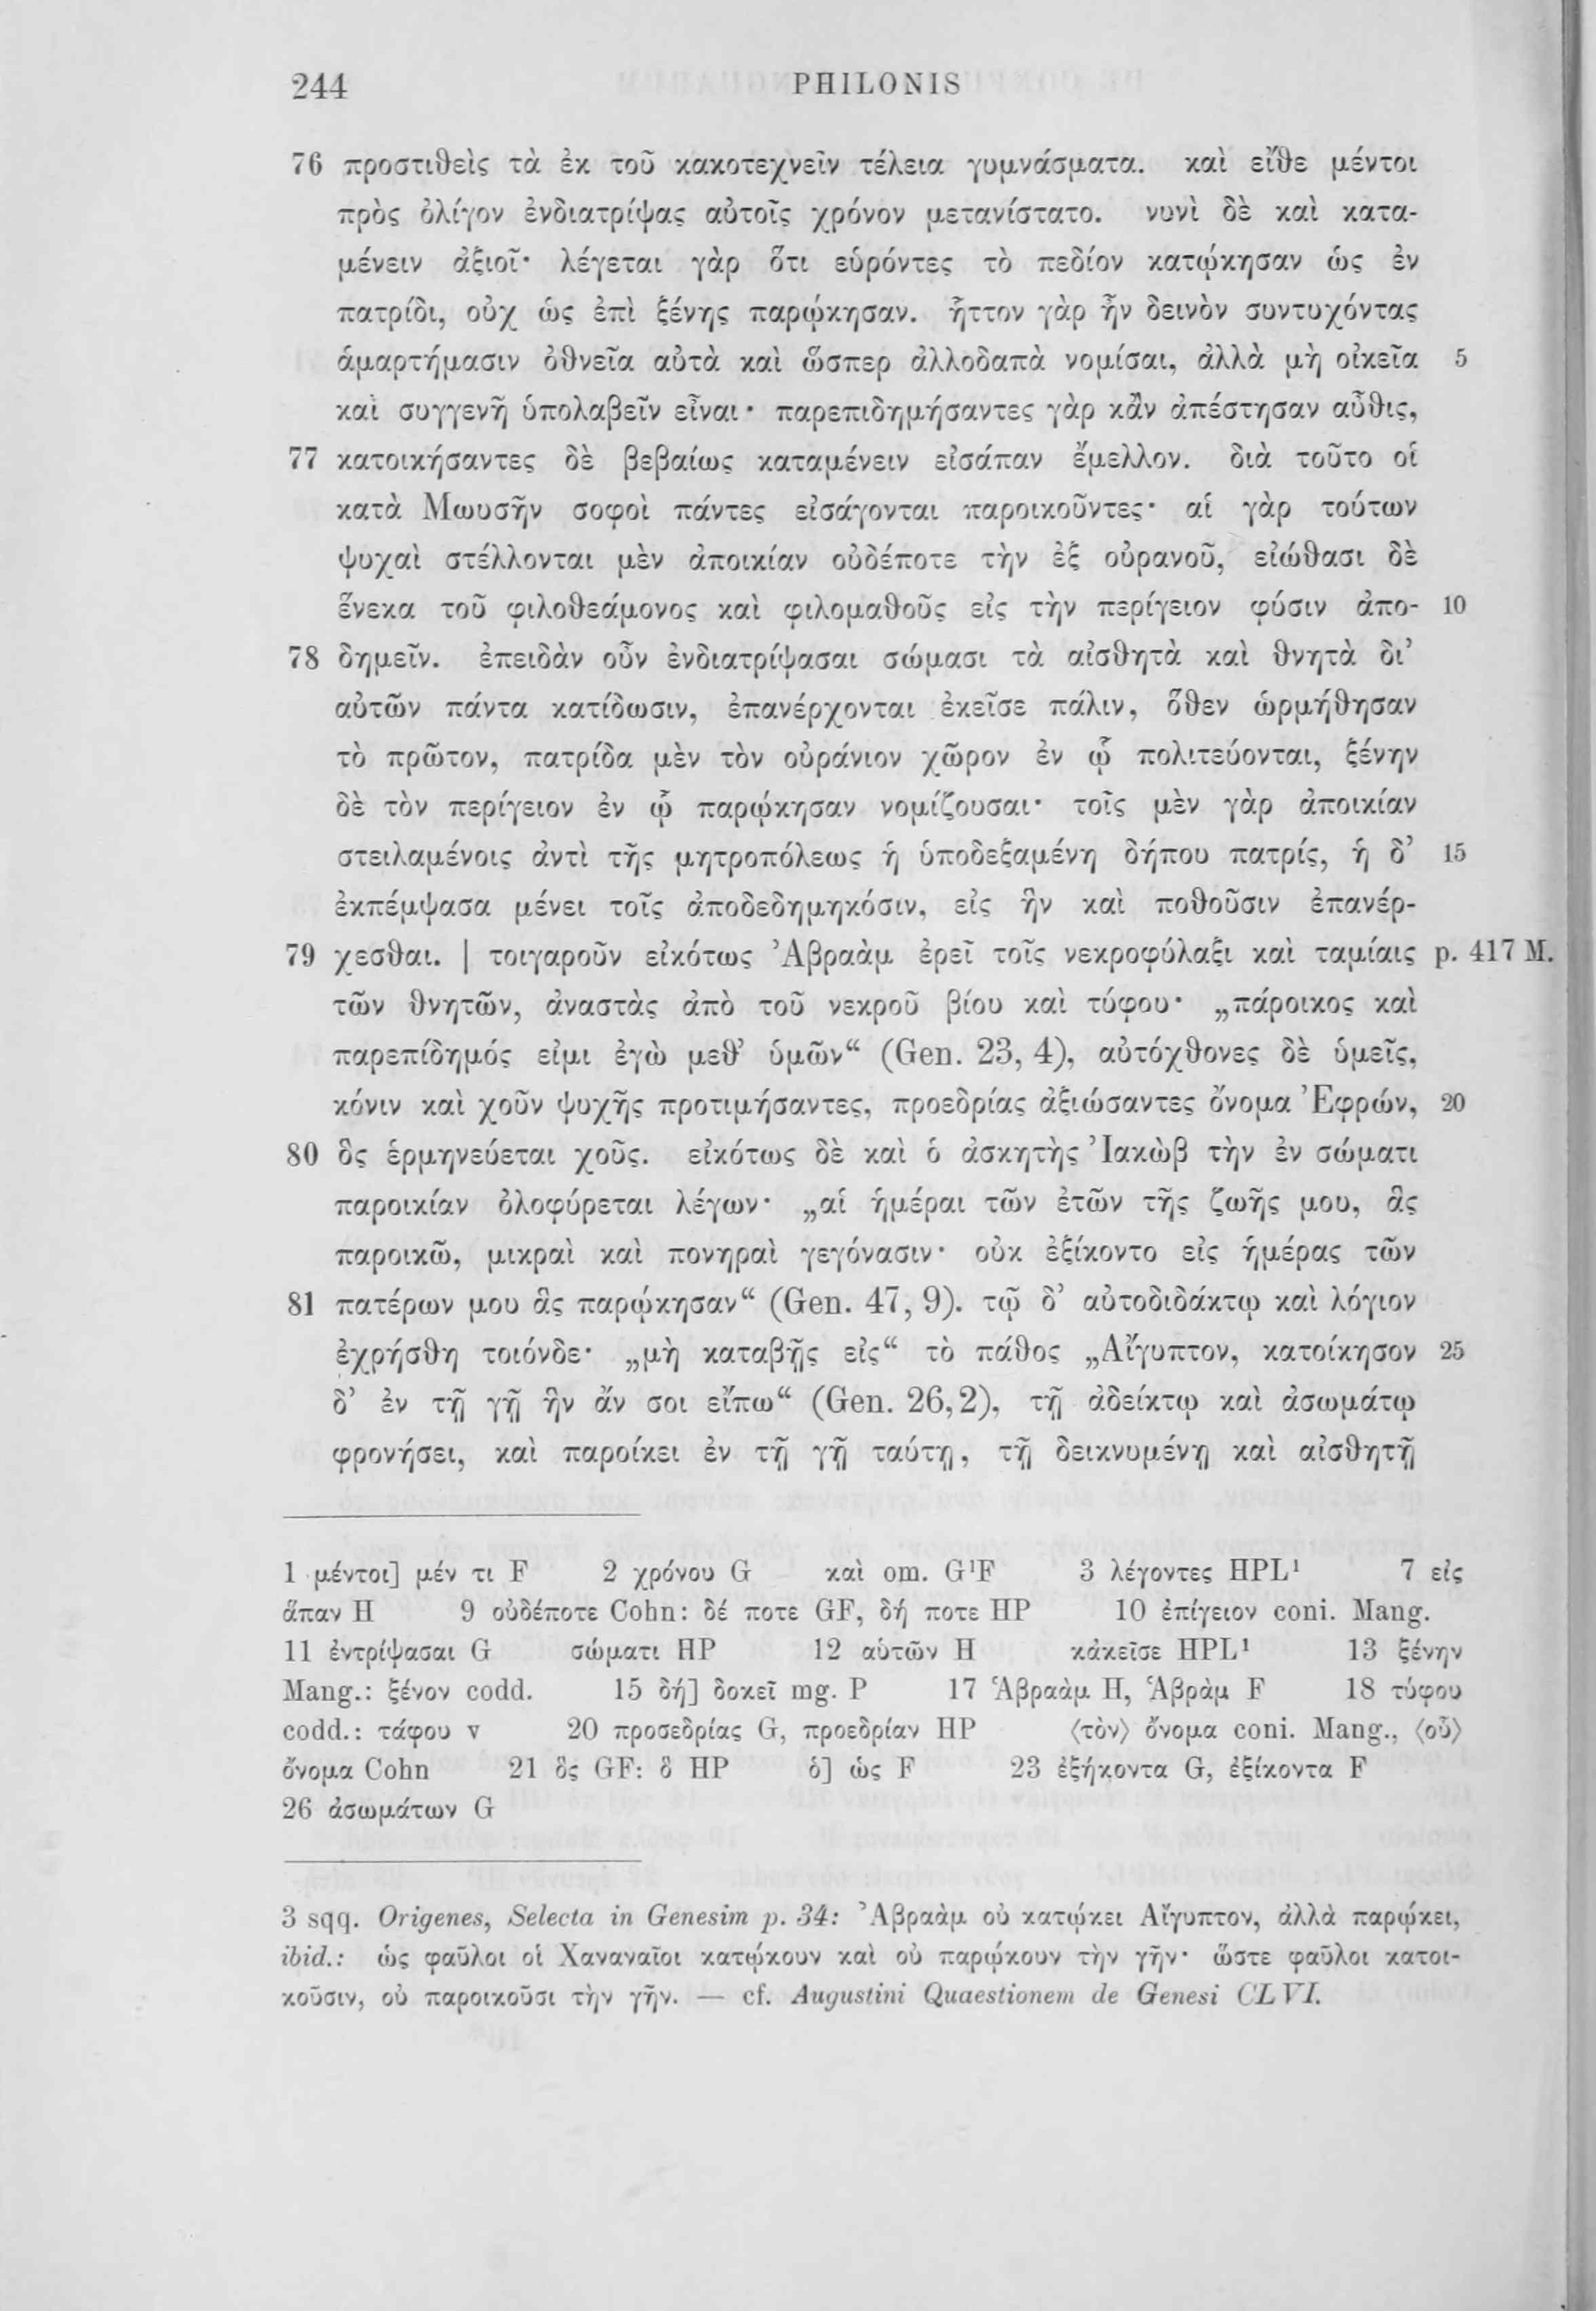 244 PHILONIS
76 προστιθεὶς τὰ ἐκ τοῦ κακοτεχνεῖν τέλεια γυμνάσματα. καὶ εἴθε μέντοι
πρὸς ὀλίγον ἐνδιατρίψας αὐτοῖς χρόνον μετανίστατο. νυνὶ δὲ καὶ κατα-
μένειν ἀξιοῖ· λέγεται γὰρ ὅτι εὑρόντες τὸ πεδίον κατῴκησαν ὡς ἐν
πατρίδι, οὐχ ὡς ἐπὶ ξένης παρῴκησαν. ἧττον γὰρ ἦν δεινὸν συντυχόντας
ἁμαρτήμασιν ὀθνεῖα αὐτὰ καὶ ὥσπερ ἀλλοδαπὰ νομίσαι, ἀλλὰ μὴ οἰκεῖα 5
καὶ συγγενῆ ὑπολαβεῖν εἶναι· παρεπιδημήσαντες γὰρ κἂν ἀπέστησαν αὖθις,
77 κατοικήσαντες δὲ βεβαίως καταμένειν εἰσάπαν ἔμελλον. διὰ τοῦτο οἱ
κατὰ Μωυσῆν σοφοὶ πάντες εἰσάγονται παροικοῦντες· αἱ γὰρ τούτων
ψυχαὶ στέλλονται μὲν ἀποικίαν οὐδέποτε τὴν ἐξ οὐρανοῦ, εἰώθασι δὲ
ἕνεκα τοῦ φιλοθεάμονος καὶ φιλομαθοῦς εἰς τὴν περίγειον φύσιν ἀπο- 10
78 δημεῖν. ἐπειδὰν οὖν ἐνδιατρίψασαι σώμασι τὰ αἰσθητὰ καὶ θνητὰ δι’
αὐτῶν πάντα κατίδωσιν, ἐπανέρχονται ἐκεῖσε πάλιν, ὅθεν ὡρμήθησαν
τὸ πρῶτον, πατρίδα μὲν τὸν οὐράνιον χῶρον ἐν ᾧ πολιτεύονται, ξένην
δὲ τὸν περίγειον ἐν ᾧ παρῴκησαν νομίζουσαι· τοῖς μὲν γὰρ ἀποικίαν
στειλαμένοις ἀντὶ τῆς μητροπόλεως ἡ ὑποδεξαμένη δήπου πατρίς, ἡ δ’ 15
ἐκπέμψασα μένει τοῖς ἀποδεδημηκόσιν, εἰς ἣν καὶ ποθοῦσιν ἐπανέρ-
79 χεσθαι. | τοιγαροῦν εἰκότως Ἀβραὰμ ἐρεῖ τοῖς νεκροφύλαξι καὶ ταμίαις p. 417 M.
τῶν θνητῶν, ἀναστὰς ἀπὸ τοῦ νεκροῦ βίου καὶ τύφου· „πάροικος καὶ
παρεπίδημός εἰμι ἐγὼ μεθ’ ὑμῶν“ (Gen. 23, 4), αὐτόχθονες δὲ ὑμεῖς,
κόνιν καὶ χοῦν ψυχῆς προτιμήσαντες, προεδρίας ἀξιώσαντες ὄνομα Ἐφρών, 20
80 ὃς ἑρμηνεύεται χοῦς. εἰκότως δὲ καὶ ὁ ἀσκητὴς Ἰακὼβ τὴν ἐν σώματι
παροικίαν ὀλοφύρεται λέγων· „αἱ ἡμέραι τῶν ἐτῶν τῆς ζωῆς μου, ἃς
παροικῶ, μικραὶ καὶ πονηραὶ γεγόνασιν· οὐκ ἐξίκοντο εἰς ἡμέρας τῶν
81 πατέρων μου ἃς παρῴκησαν“ (Gen. 47, 9). τῷ δ’ αὐτοδιδάκτῳ καὶ λόγιον
ἐχρήσθη τοιόνδε· „μὴ καταβῇς εἰς“ τὸ πάθος „Αἴγυπτον, κατοίκησον 25
δ’ ἐν τῇ γῇ ἣν ἄν σοι εἴπω“ (Gen. 26, 2), τῇ ἀδείκτῳ καὶ ἀσωμάτῳ
φρονήσει, καὶ παροίκει ἐν τῇ γῇ ταύτῃ, τῇ δεικνυμένῃ καὶ αἰσθητῇ
1 μέντοι] μέν τι F 2 χρόνου G καὶ om. G¹F 3 λέγοντες HPL¹ 7 εἰς
ἅπαν H 9 οὐδέποτε Cohn: δέ ποτε GF, δή ποτε HP 10 ἐπίγειον coni. Mang.
11 ἐντρίψασαι G σώματι HP 12 αὑτῶν H κἀκεῖσε HPL¹ 13 ξένην
Mang.: ξένον codd. 15 δή] δοκεῖ mg. P 17 Ἁβραὰμ H, Ἁβρὰμ F 18 τύφου
codd.: τάφου v 20 προσεδρίας G, προεδρίαν HP ⟨τὸν⟩ ὄνομα coni. Mang., ⟨οὗ⟩
ὄνομα Cohn 21 ὃς GF: ὃ HP ὁ] ὡς F 23 ἐξήκοντα G, ἐξίκοντα F
26 ἀσωμάτων G
3 sqq. Origenes, Selecta in Genesim p. 34: Ἀβραὰμ οὐ κατῴκει Αἴγυπτον, ἀλλὰ παρῴκει,
ibid.: ὡς φαῦλοι οἱ Χαναναῖοι κατῴκουν καὶ οὐ παρῴκουν τὴν γῆν· ὥστε φαῦλοι κατοι-
κοῦσιν, οὐ παροικοῦσι τὴν γῆν. — cf. Augustini Quaestionem de Genesi CLVI.